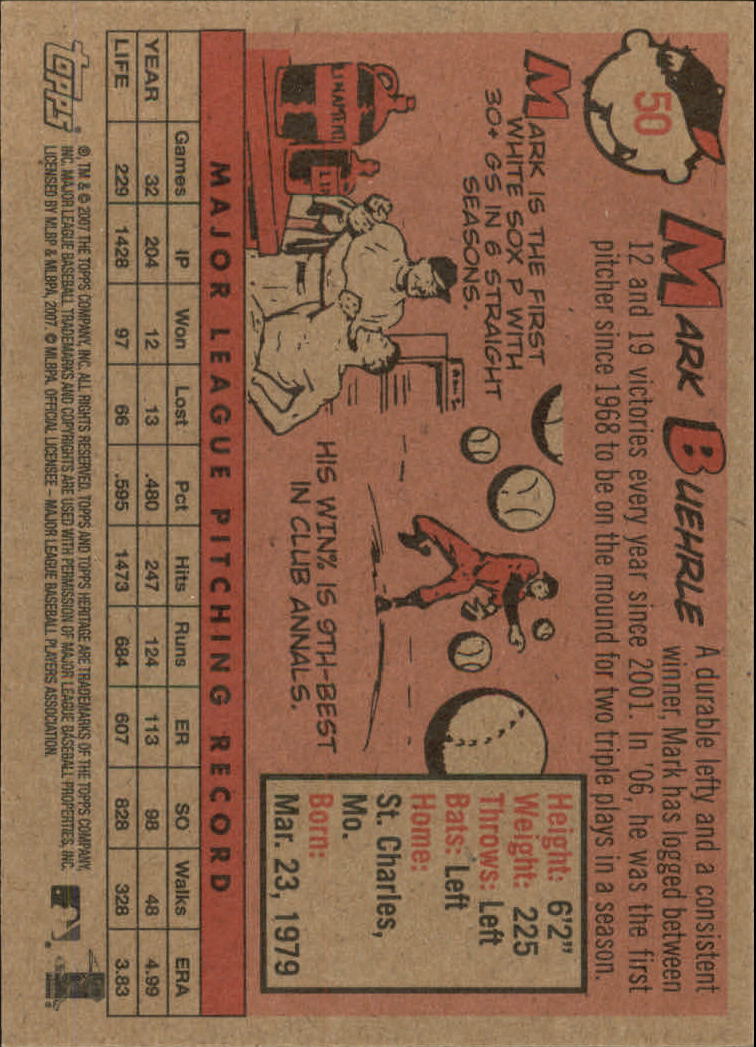 50
MARK BUEHRLE
A durable lefty and a consistent
winner, Mark has logged between
12 and 19 victories every year since 2001. In '06, he was the first
pitcher since 1968 to be on the mound for two triple plays in a season.
MARK IS THE FIRST
WHITE SOX P WITH
30+ GS IN 6 STRAIGHT
SEASONS.
HIS WIN% IS 9TH-BEST
IN CLUB ANNALS.
LINAMENT
LIN
Height: 6'2"
Weight: 225
Throws: Left
Bats: Left
Home:
St. Charles,
Mo.
Born:
Mar. 23, 1979
MAJOR LEAGUE PITCHING RECORD
Games IP Won Lost Pct Hits Runs ER SO Walks ERA
YEAR 32 204 12 13 .480 247 124 113 98 48 4.99
LIFE 229 1428 97 66 .595 1473 684 607 828 328 3.83
TOPPS
®, TM & © 2007 THE TOPPS COMPANY, INC. ALL RIGHTS RESERVED. TOPPS AND TOPPS HERITAGE ARE TRADEMARKS OF THE TOPPS COMPANY,
INC. MAJOR LEAGUE BASEBALL TRADEMARKS AND COPYRIGHTS ARE USED WITH PERMISSION OF MAJOR LEAGUE BASEBALL PROPERTIES, INC.
LICENSED BY MLBP & MLBPA, 2007. © MLBPA, OFFICIAL LICENSEE – MAJOR LEAGUE BASEBALL PLAYERS ASSOCIATION.